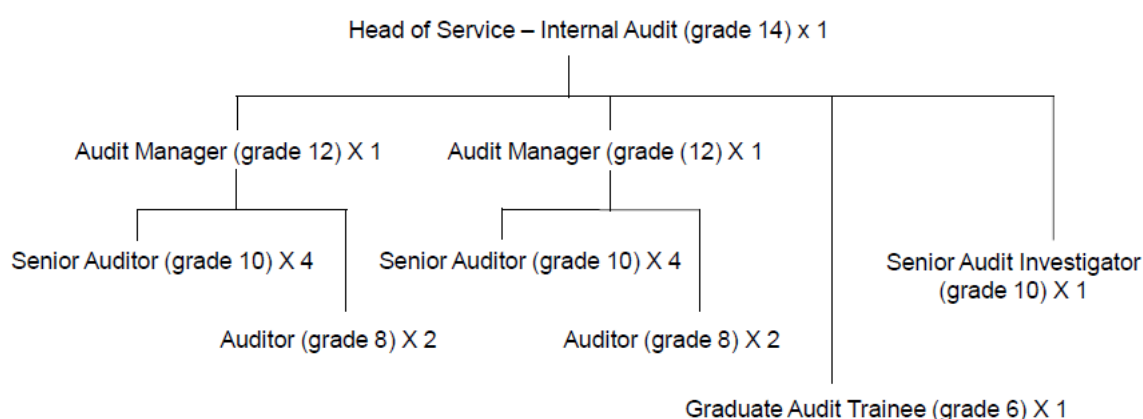 Head of Service – Internal Audit (grade 14) x 1
Audit Manager (grade 12) X 1
Audit Manager (grade (12) X 1
Senior Auditor (grade 10) X 4
Senior Auditor (grade 10) X 4
Senior Audit Investigator
(grade 10) X 1
Auditor (grade 8) X 2
Auditor (grade 8) X 2
Graduate Audit Trainee (grade 6) X 1